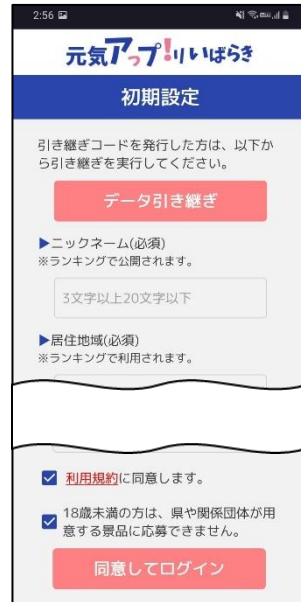 2:56
元気アっプ!リいばらき
初期設定
引き継ぎコードを発行した方は、以下か
ら引き継ぎを実行してください。
データ引き継ぎ
▶ニックネーム(必須)
※ランキングで公開されます。
3文字以上20文字以下
▶居住地域(必須)
※ランキングで利用されます。
利用規約に同意します。
18歳未満の方は、県や関係団体が用
意する景品に応募できません。
同意してログイン